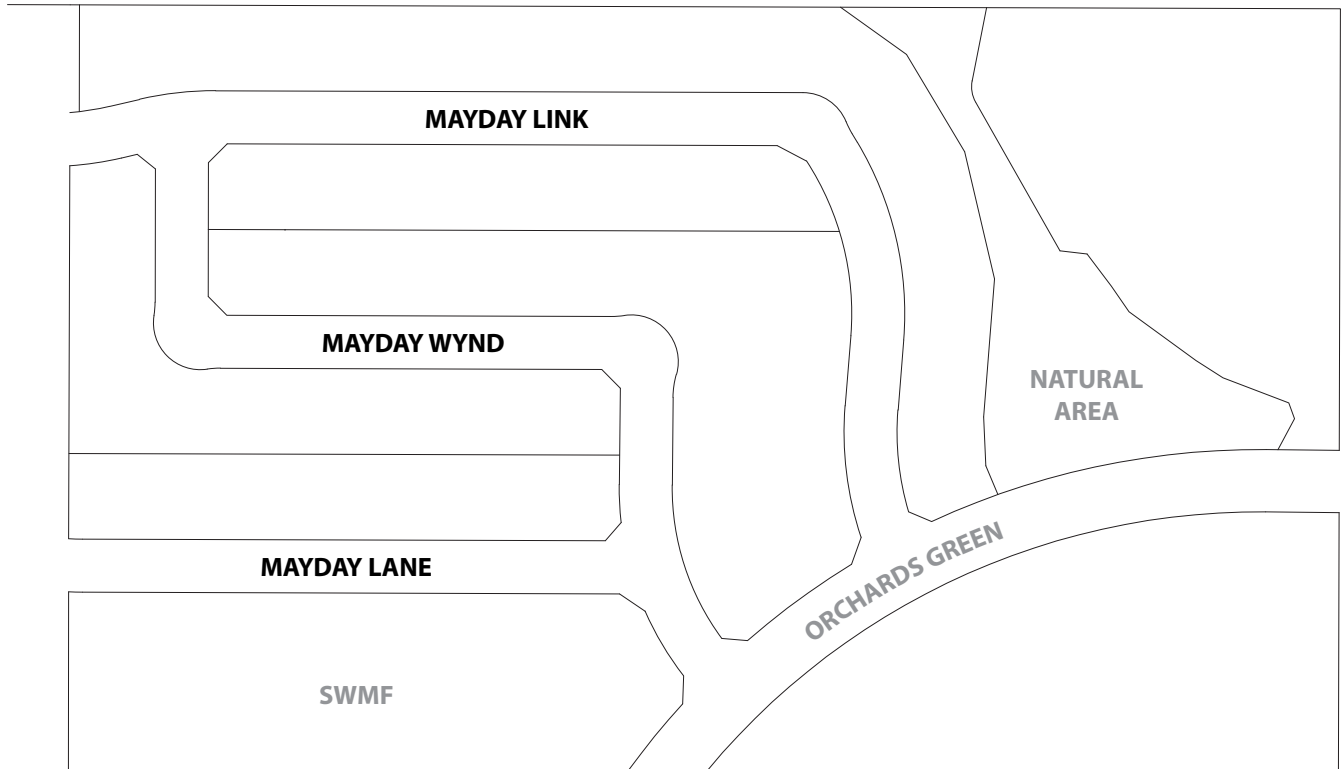 MAYDAY LINK
MAYDAY WYND
NATURAL
AREA
ORCHARDS GREEN
MAYDAY LANE
SWMF